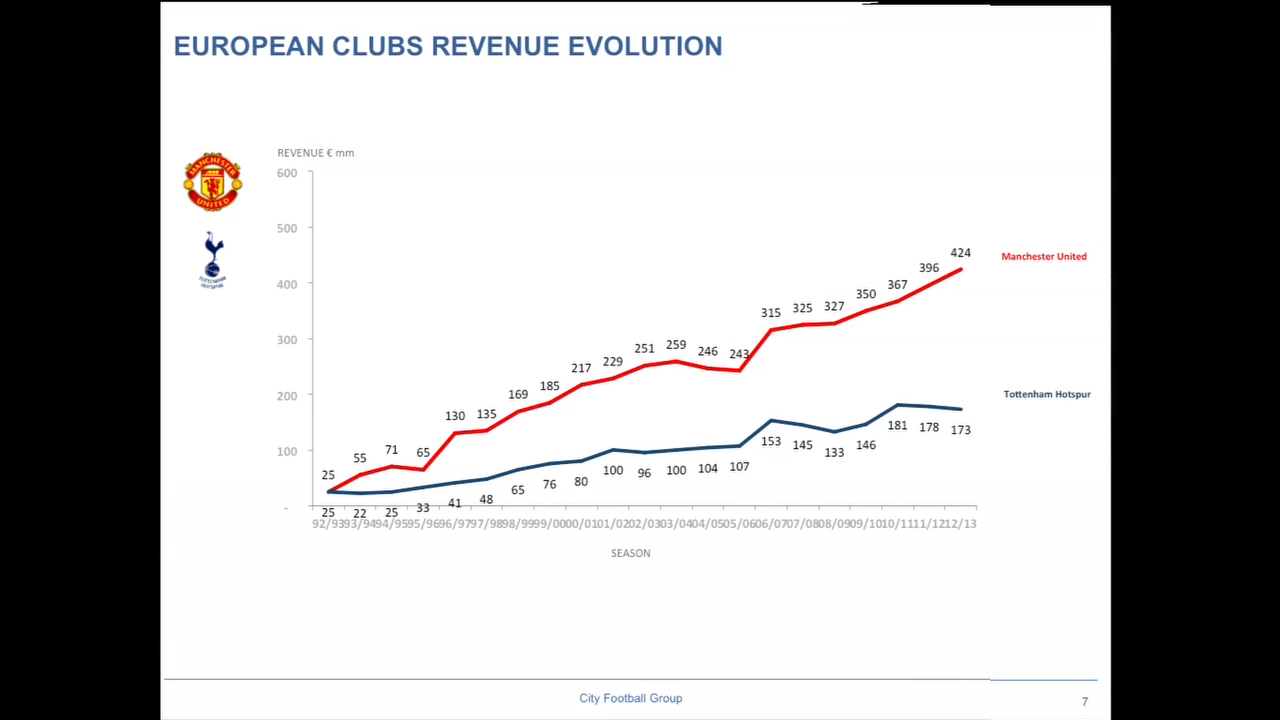 EUROPEAN CLUBS REVENUE EVOLUTION
REVENUE € mm
MANCHESTER
UNITED
TOTTENHAM
HOTSPUR
600
500
400
300
200
100
-
25 55 71 65 130 135 169 185 217 229 251 259 246 243 315 325 327 350 367 396 424
Manchester United
25 22 25 33 41 48 65 76 80 100 96 100 104 107 153 145 133 146 181 178 173
Tottenham Hotspur
92/93 93/94 94/95 95/96 96/97 97/98 98/99 99/00 00/01 01/02 02/03 03/04 04/05 05/06 06/07 07/08 08/09 09/10 10/11 11/12 12/13
SEASON
City Football Group
7